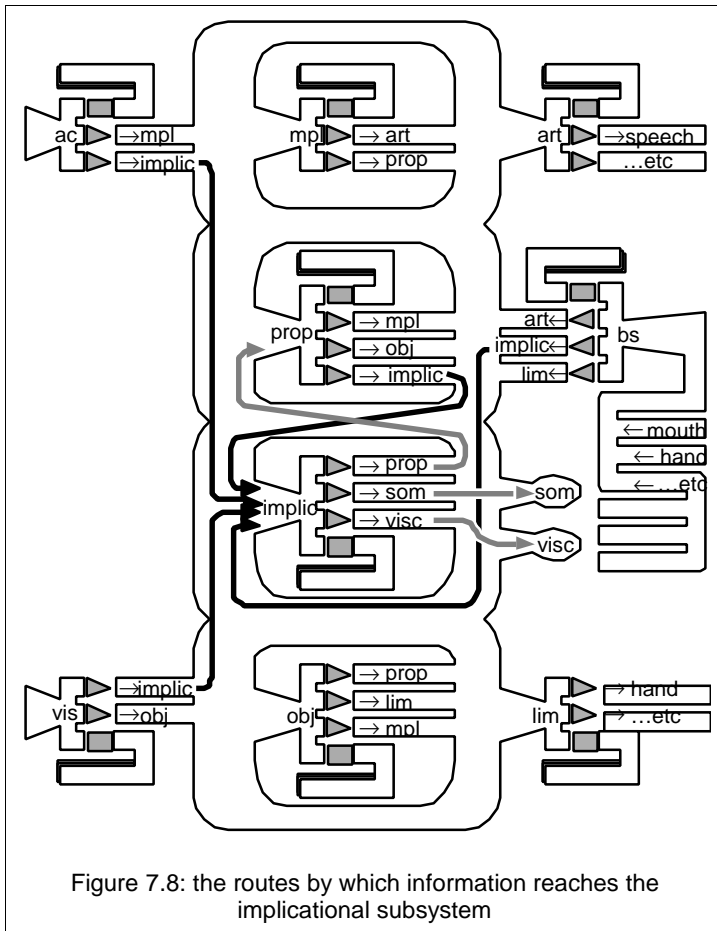 ac →mpl
→implic
mpl → art
→ prop
art →speech
...etc
prop → mpl
→ obj
→ implic
art←
implic← bs
lim←
← mouth
← hand
← ...etc
implic → prop
→ som
→ visc
som
visc
vis →implic
→obj
obj → prop
→ lim
→ mpl
lim → hand
→ ...etc
Figure 7.8: the routes by which information reaches the
implicational subsystem